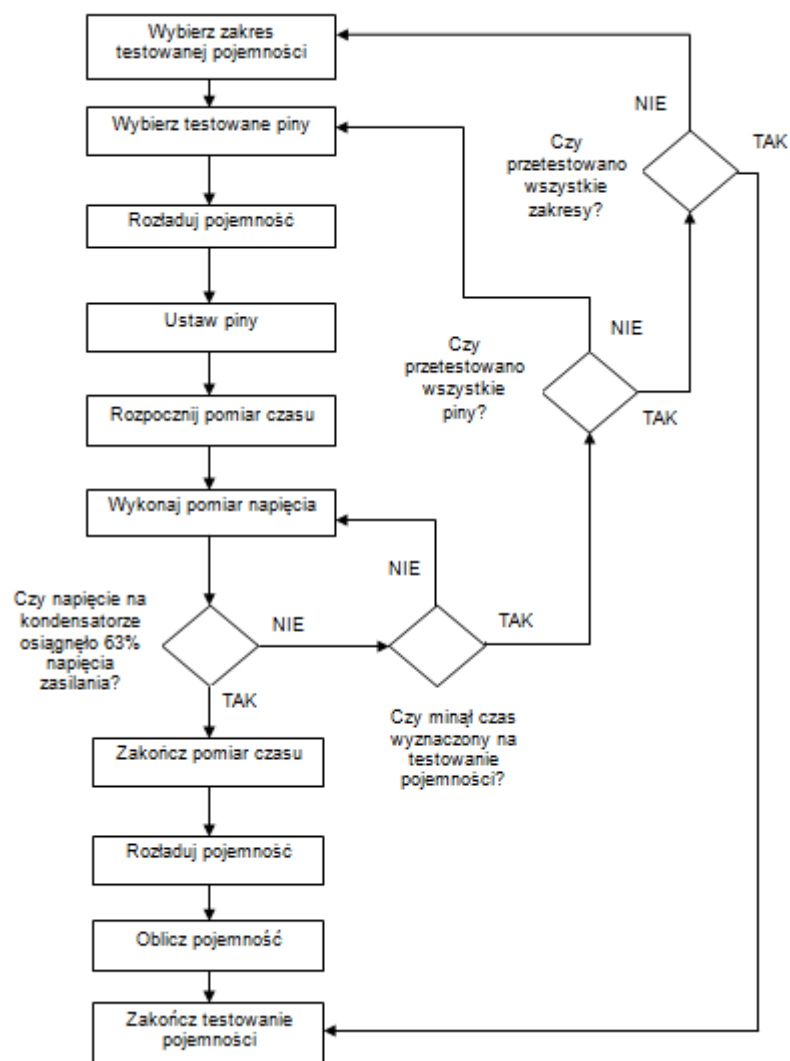 Wybierz zakres
testowanej pojemności
NIE
Wybierz testowane piny
Czy
przetestowano
wszystkie
zakresy?
TAK
Rozładuj pojemność
Ustaw piny
Czy
przetestowano
wszystkie
piny?
NIE
TAK
Rozpocznij pomiar czasu
Wykonaj pomiar napięcia
NIE
Czy napięcie na
kondensatorze
osiągnęło 63%
napięcia
zasilania?
NIE
TAK
TAK
Czy minął czas
wyznaczony na
testowanie
pojemności?
Zakończ pomiar czasu
Rozładuj pojemność
Oblicz pojemność
Zakończ testowanie
pojemności